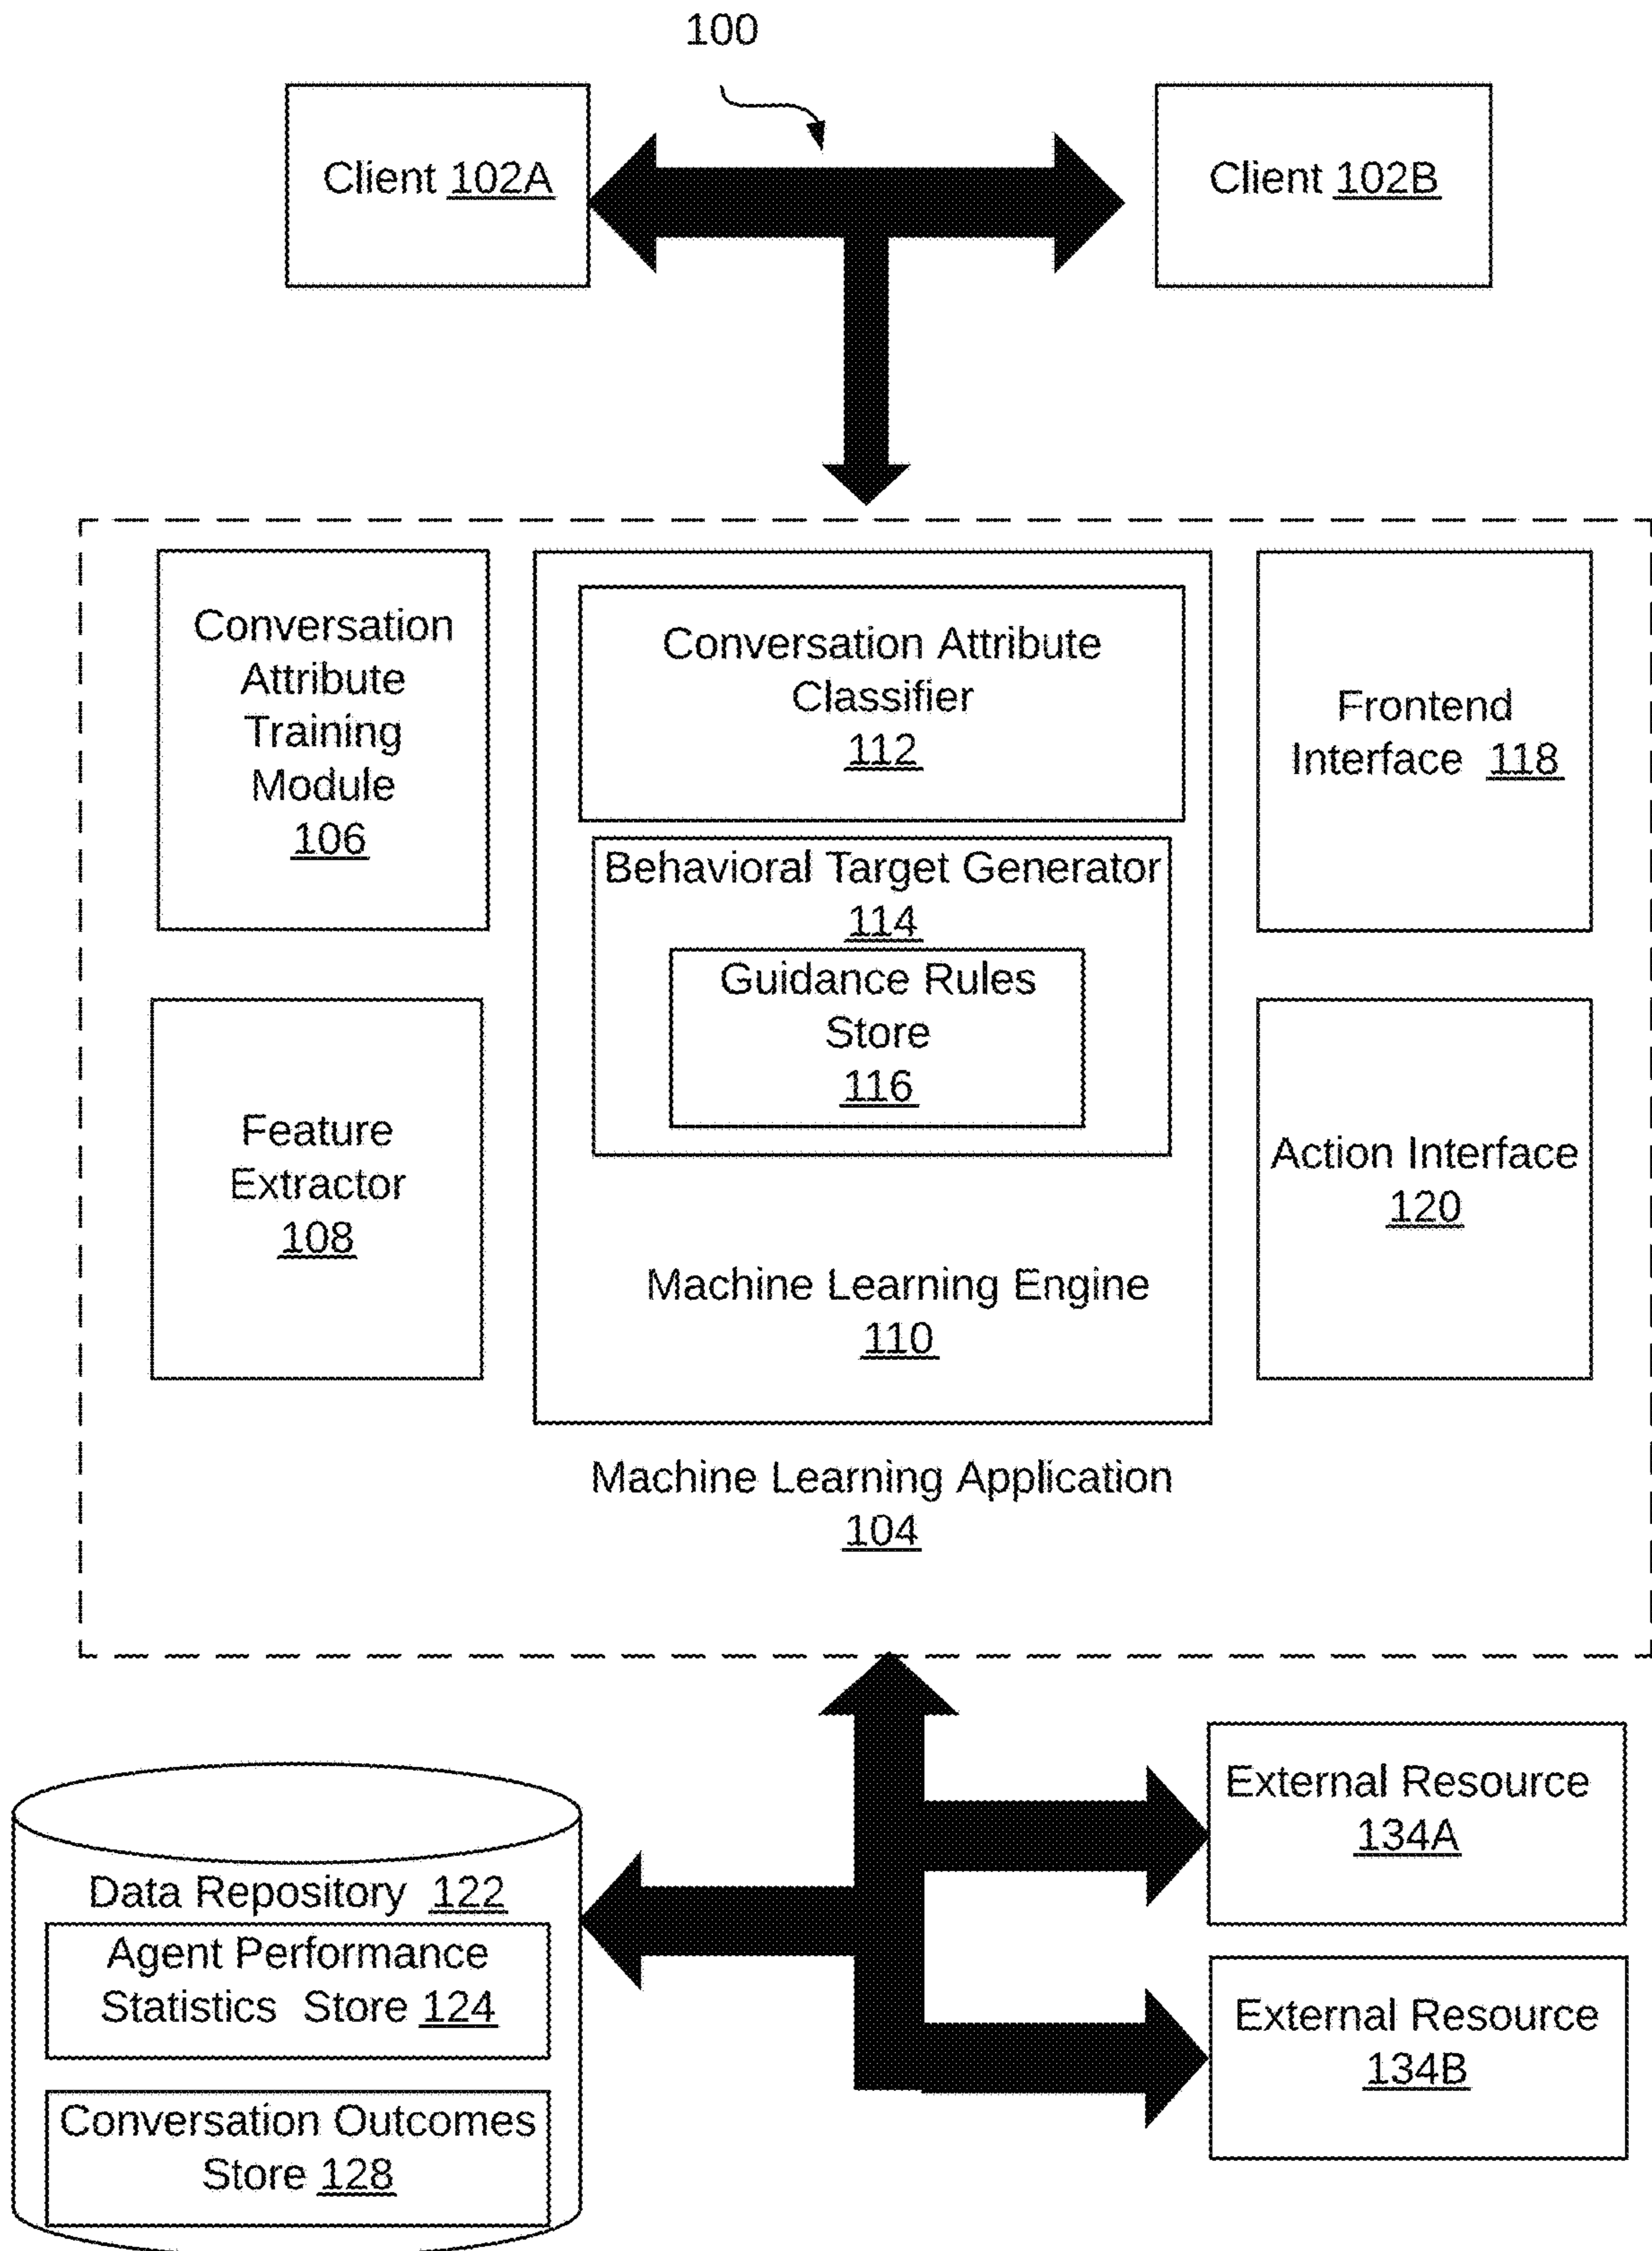 100
Client 102A
Client 102B
Conversation
Attribute
Training
Module
106
Conversation Attribute
Classifier
112
Frontend
Interface 118
Behavioral Target Generator
114
Guidance Rules
Store
116
Feature
Extractor
108
Action Interface
120
Machine Learning Engine
110
Machine Learning Application
104
Data Repository 122
Agent Performance
Statistics Store 124
Conversation Outcomes
Store 128
External Resource
134A
External Resource
134B